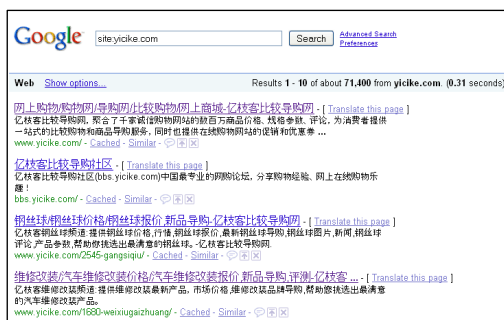 Google site:yicike.com Search Advanced Search
Preferences
Web Show options... Results 1 - 10 of about 71,400 from yicike.com. (0.31 seconds)
网上购物/购物网/导购网/比较购物/网上商城-亿枝客比较导购网 - [ Translate this page ]
亿枝客比较导购网, 聚合了千家诚信购物网站的数百万商品价格、规格参数、评论, 为消费者提供
一站式的比较购物和商品导购服务, 同时也提供在线购物网站的促销和优惠券 ...
www.yicike.com/ - Cached - Similar -
亿枝客比较导购社区 - [ Translate this page ]
亿枝客比较导购社区(bbs.yicike.com)中国最专业的网购论坛, 分享购物经验、网上在线购物乐
趣!
bbs.yicike.com/ - Cached - Similar -
钢丝球/钢丝球价格/钢丝球报价,新品导购-亿枝客比较导购网 - [ Translate this page ]
亿枝客钢丝球频道: 提供钢丝球价格,行情,钢丝球报价,最新钢丝球导购,钢丝球图片,新闻,钢丝球
评论,产品参数,帮助您挑选出最满意的钢丝球。-亿枝客比较导购网.
www.yicike.com/2545-gangsiqiu/ - Cached - Similar -
维修改装/汽车维修改装价格/汽车维修改装报价,新品导购,评测-亿枝客 ... - [ Translate this page ]
亿枝客维修改装频道: 提供维修改装最新产品, 市场价格,维修改装品牌导购,帮助您挑选出最满意
的汽车维修改装产品。
www.yicike.com/1680-weixiugaizhuang/ - Cached - Similar -